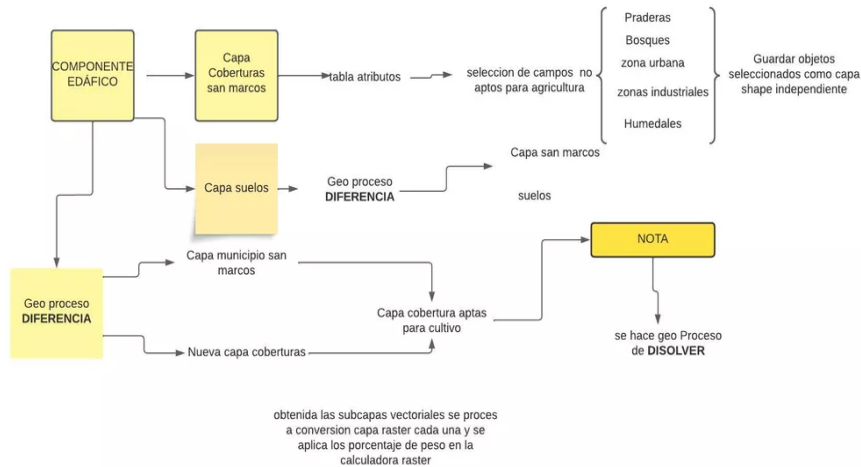 COMPONENTE
EDÁFICO
Capa
Coberturas
san marcos
tabla atributos
seleccion de campos no
aptos para agricultura
Praderas
Bosques
zona urbana
zonas industriales
Humedales
Guardar objetos
seleccionados como capa
shape independiente
Capa suelos
Geo proceso
DIFERENCIA
Capa san marcos
suelos
Geo proceso
DIFERENCIA
Capa municipio san
marcos
Nueva capa coberturas
Capa cobertura aptas
para cultivo
NOTA
se hace geo Proceso
de DISOLVER
obtenida las subcapas vectoriales se proces
a conversion capa raster cada una y se
aplica los porcentaje de peso en la
calculadora raster